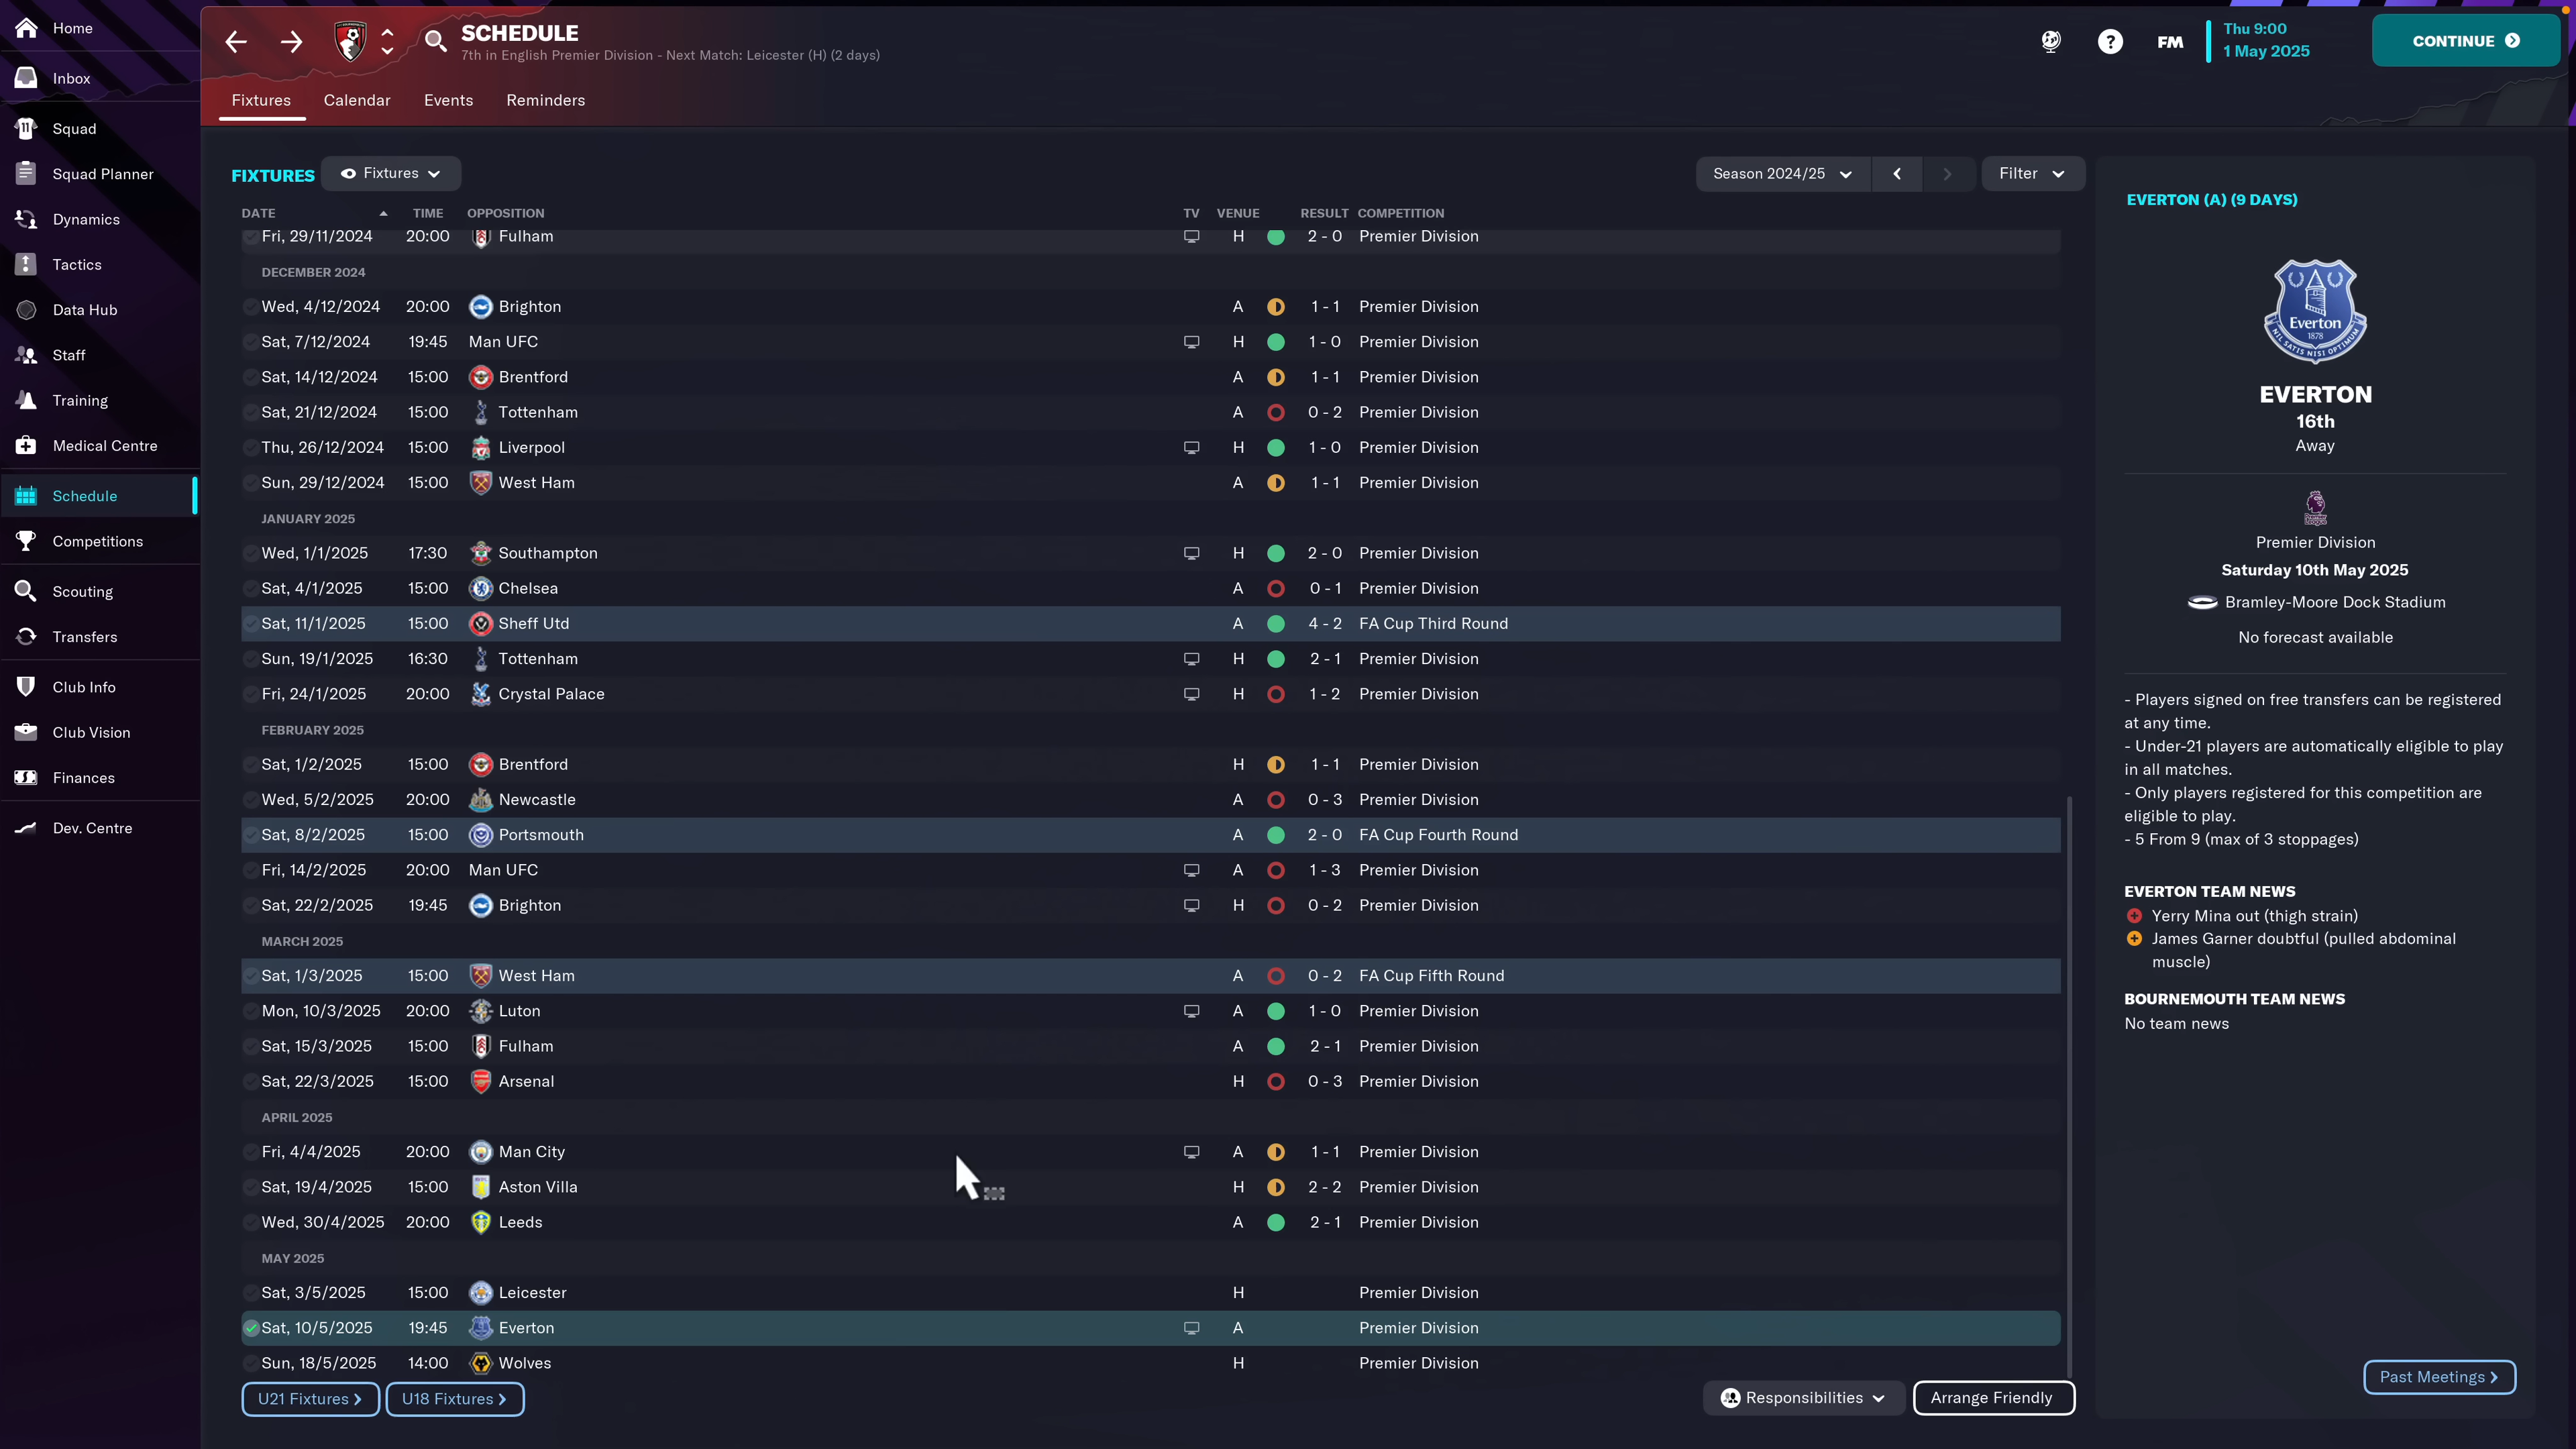 Home
Inbox
Squad
Squad Planner
Dynamics
Tactics
Data Hub
Staff
Training
Medical Centre
Schedule
Competitions
Scouting
Transfers
Club Info
Club Vision
Finances
Dev. Centre
SCHEDULE
7th in English Premier Division - Next Match: Leicester (H) (2 days)
FM
Thu 9:00
1 May 2025
CONTINUE
Fixtures Calendar Events Reminders
FIXTURES Fixtures Season 2024/25 Filter
DATE TIME OPPOSITION TV VENUE RESULT COMPETITION
Fri, 29/11/2024 20:00 Fulham H 2 - 0 Premier Division
DECEMBER 2024
Wed, 4/12/2024 20:00 Brighton A 1 - 1 Premier Division
Sat, 7/12/2024 19:45 Man UFC H 1 - 0 Premier Division
Sat, 14/12/2024 15:00 Brentford A 1 - 1 Premier Division
Sat, 21/12/2024 15:00 Tottenham A 0 - 2 Premier Division
Thu, 26/12/2024 15:00 Liverpool H 1 - 0 Premier Division
Sun, 29/12/2024 15:00 West Ham A 1 - 1 Premier Division
JANUARY 2025
Wed, 1/1/2025 17:30 Southampton H 2 - 0 Premier Division
Sat, 4/1/2025 15:00 Chelsea A 0 - 1 Premier Division
Sat, 11/1/2025 15:00 Sheff Utd A 4 - 2 FA Cup Third Round
Sun, 19/1/2025 16:30 Tottenham H 2 - 1 Premier Division
Fri, 24/1/2025 20:00 Crystal Palace H 1 - 2 Premier Division
FEBRUARY 2025
Sat, 1/2/2025 15:00 Brentford H 1 - 1 Premier Division
Wed, 5/2/2025 20:00 Newcastle A 0 - 3 Premier Division
Sat, 8/2/2025 15:00 Portsmouth A 2 - 0 FA Cup Fourth Round
Fri, 14/2/2025 20:00 Man UFC A 1 - 3 Premier Division
Sat, 22/2/2025 19:45 Brighton H 0 - 2 Premier Division
MARCH 2025
Sat, 1/3/2025 15:00 West Ham A 0 - 2 FA Cup Fifth Round
Mon, 10/3/2025 20:00 Luton A 1 - 0 Premier Division
Sat, 15/3/2025 15:00 Fulham A 2 - 1 Premier Division
Sat, 22/3/2025 15:00 Arsenal H 0 - 3 Premier Division
APRIL 2025
Fri, 4/4/2025 20:00 Man City A 1 - 1 Premier Division
Sat, 19/4/2025 15:00 Aston Villa H 2 - 2 Premier Division
Wed, 30/4/2025 20:00 Leeds A 2 - 1 Premier Division
MAY 2025
Sat, 3/5/2025 15:00 Leicester H Premier Division
Sat, 10/5/2025 19:45 Everton A Premier Division
Sun, 18/5/2025 14:00 Wolves H Premier Division
U21 Fixtures U18 Fixtures Responsibilities Arrange Friendly
EVERTON (A) (9 DAYS)
Everton
1878
NIL SATIS NISI OPTIMUM
EVERTON
16th
Away
Premier Division
Saturday 10th May 2025
Bramley-Moore Dock Stadium
No forecast available
- Players signed on free transfers can be registered
at any time.
- Under-21 players are automatically eligible to play
in all matches.
- Only players registered for this competition are
eligible to play.
- 5 From 9 (max of 3 stoppages)
EVERTON TEAM NEWS
Yerry Mina out (thigh strain)
James Garner doubtful (pulled abdominal
muscle)
BOURNEMOUTH TEAM NEWS
No team news
Past Meetings